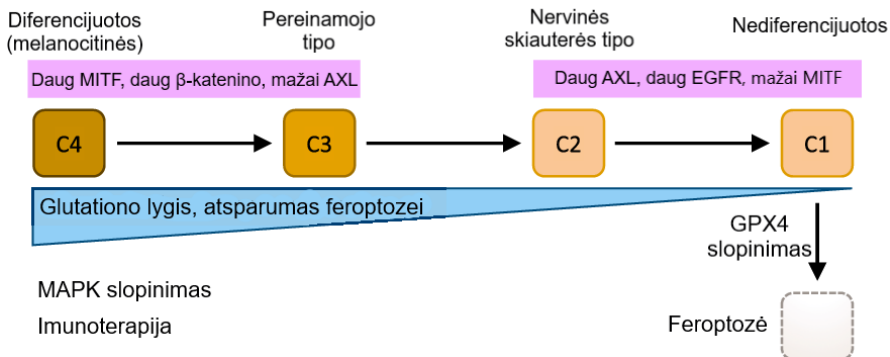 Diferencijuotos
(melanocitinės)
Pereinamojo
tipo
Nervinės
skiauterės tipo
Nediferencijuotos
Daug MITF, daug β-katenino, mažai AXL
Daug AXL, daug EGFR, mažai MITF
C4
C3
C2
C1
Glutationo lygis, atsparumas feroptozei
GPX4
slopinimas
MAPK slopinimas
Imunoterapija
Feroptozė